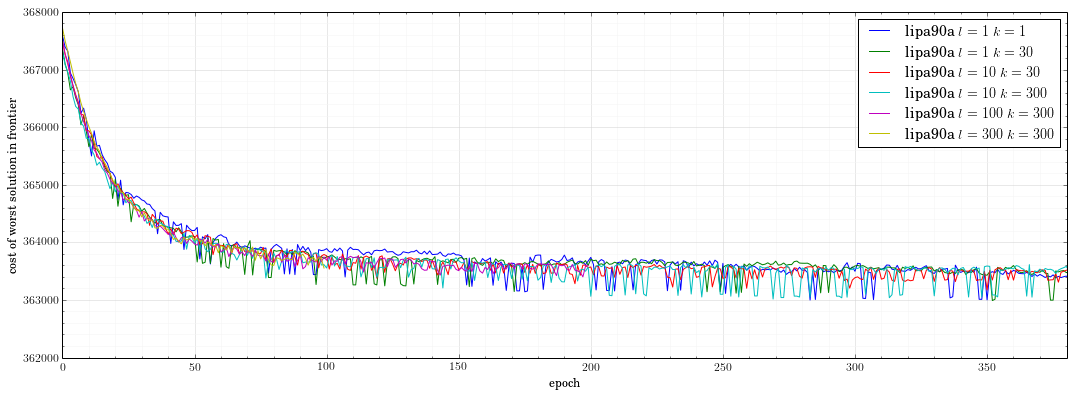 368000
367000
366000
365000
364000
363000
362000
cost of worst solution in frontier
0 50 100 150 200 250 300 350
epoch
lipa90a l = 1 k = 1
lipa90a l = 1 k = 30
lipa90a l = 10 k = 30
lipa90a l = 10 k = 300
lipa90a l = 100 k = 300
lipa90a l = 300 k = 300